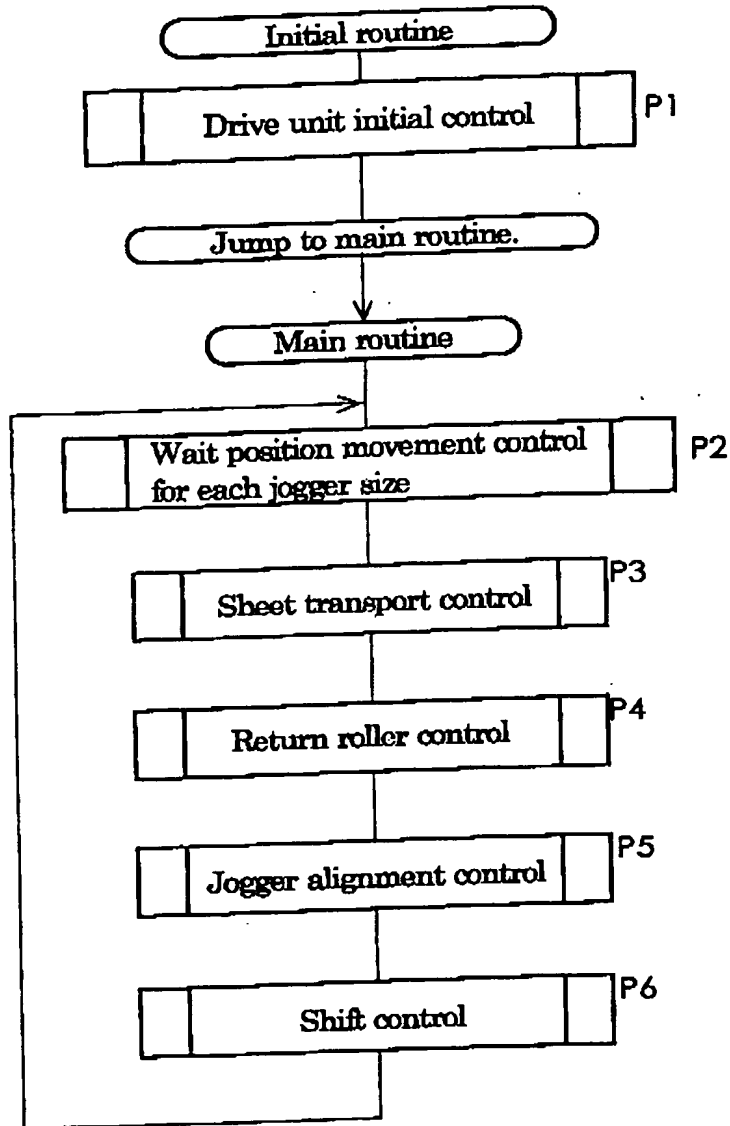 Initial routine
Drive unit initial control
P1
Jump to main routine.
Main routine
Wait position movement control
for each jogger size
P2
Sheet transport control
P3
Return roller control
P4
Jogger alignment control
P5
Shift control
P6